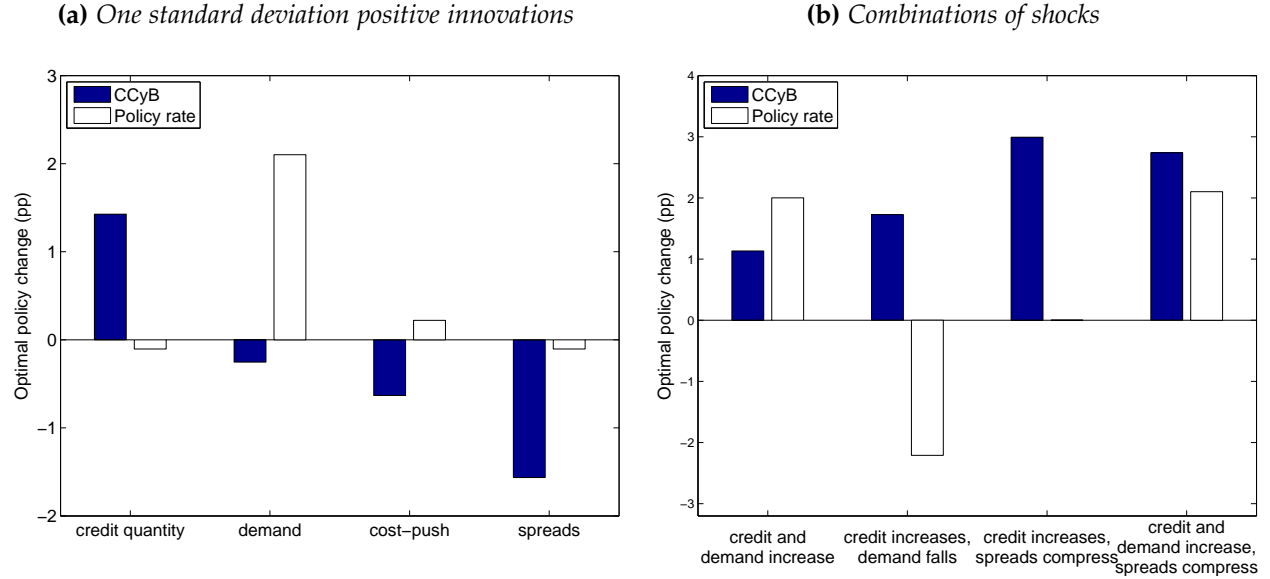 (a) One standard deviation positive innovations
CCyB
Policy rate
Optimal policy change (pp)
3
2
1
0
−1
−2
credit quantity
demand
cost−push
spreads
(b) Combinations of shocks
CCyB
Policy rate
Optimal policy change (pp)
4
3
2
1
0
−1
−2
−3
credit and
demand increase
credit increases,
demand falls
credit increases,
spreads compress
credit and
demand increase,
spreads compress